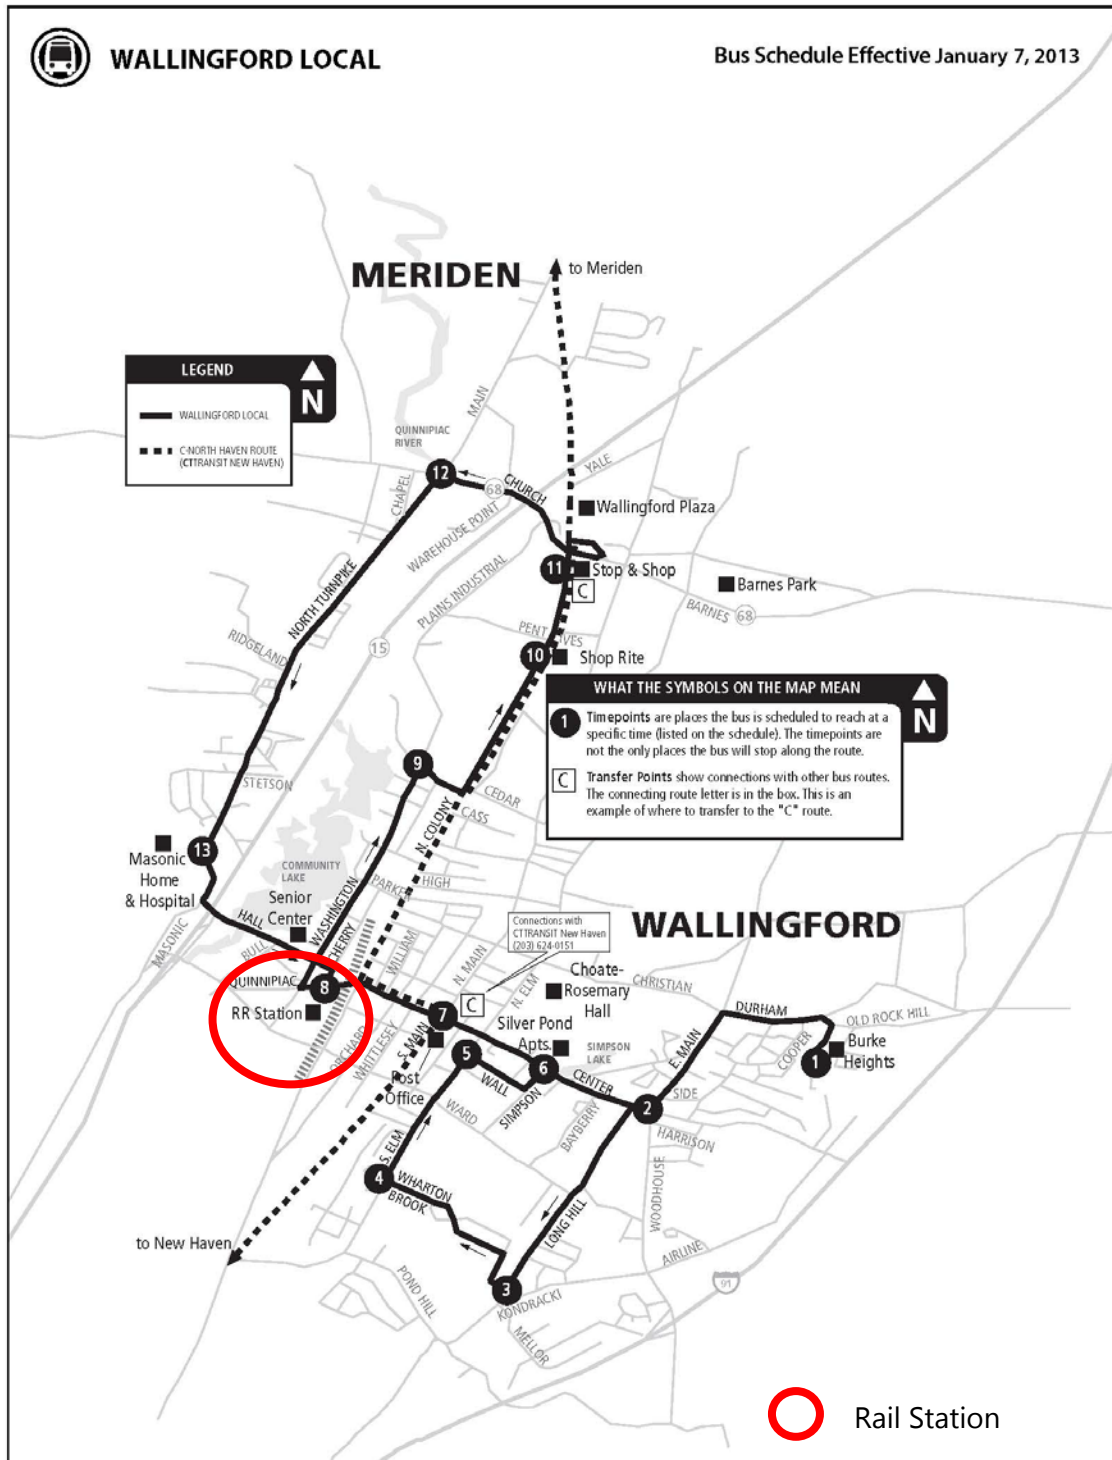 WALLINGFORD LOCAL
Bus Schedule Effective January 7, 2013
MERIDEN
to Meriden
LEGEND
N
WALLINGFORD LOCAL
C-NORTH HAVEN ROUTE
(CTTRANSIT NEW HAVEN)
QUINNIPIAC
RIVER
MAIN
CHAPEL
12
68
CHURCH
YALE
WAREHOUSE POINT
Wallingford Plaza
PLAINS INDUSTRIAL
11
Stop & Shop
C
Barnes Park
BARNES
68
NORTH TURNPIKE
RIDGELAND
15
10
Shop Rite
WHAT THE SYMBOLS ON THE MAP MEAN
N
1
Timepoints are places the bus is scheduled to reach at a
specific time (listed on the schedule). The timepoints are
not the only places the bus will stop along the route.
C
Transfer Points show connections with other bus routes.
The connecting route letter is in the box. This is an
example of where to transfer to the "C" route.
9
STETSON
CEDAR
CASS
N. COLONY
13
Masonic
Home
& Hospital
COMMUNITY
LAKE
PARKER
HIGH
Senior
Center
WASHINGTON
CHERRY
HALL
BULL
MASONIC
WILLIAM
Connections with
CTTRANSIT New Haven
(203) 624-0151
WALLINGFORD
N. MAIN
N. ELM
Choate-
Rosemary
Hall
CHRISTIAN
QUINNIPIAC
8
RR Station
C
7
DURHAM
OLD ROCK HILL
Silver Pond
Apts.
SIMPSON
LAKE
E. MAIN
COOPER
Burke
Heights
1
ORCHARD
WHITTLESEY
S. MAIN
Post
Office
5
WALL
6
CENTER
SIMPSON
2
SIDE
WARD
BAYBERRY
HARRISON
S. ELM
4
WHARTON
BROOK
LONG HILL
WOODHOUSE
to New Haven
AIRLINE
91
3
KONDRACKI
POND HILL
MELLOR
Rail Station